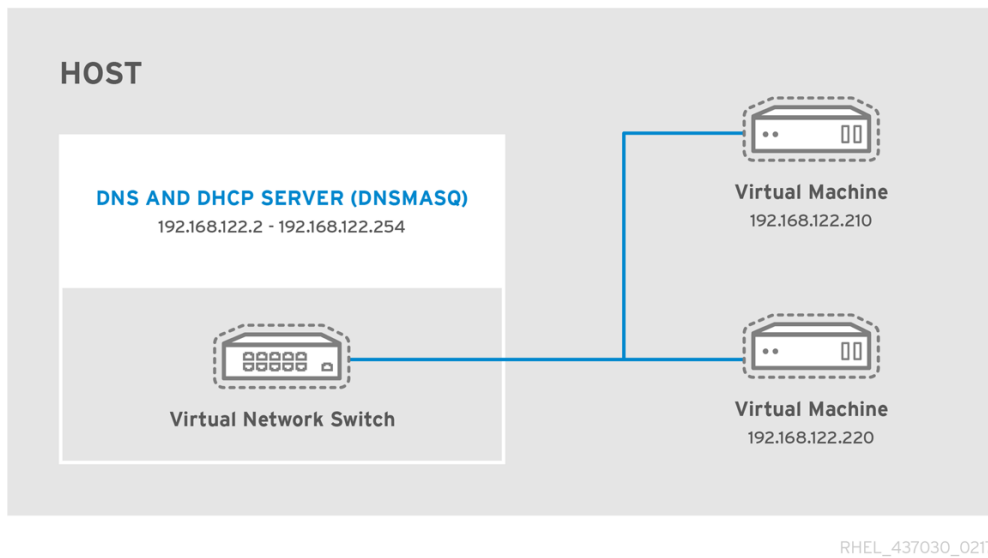 HOST
DNS AND DHCP SERVER (DNSMASQ)
192.168.122.2 - 192.168.122.254
Virtual Network Switch
Virtual Machine
192.168.122.210
Virtual Machine
192.168.122.220
RHEL_437030_0217